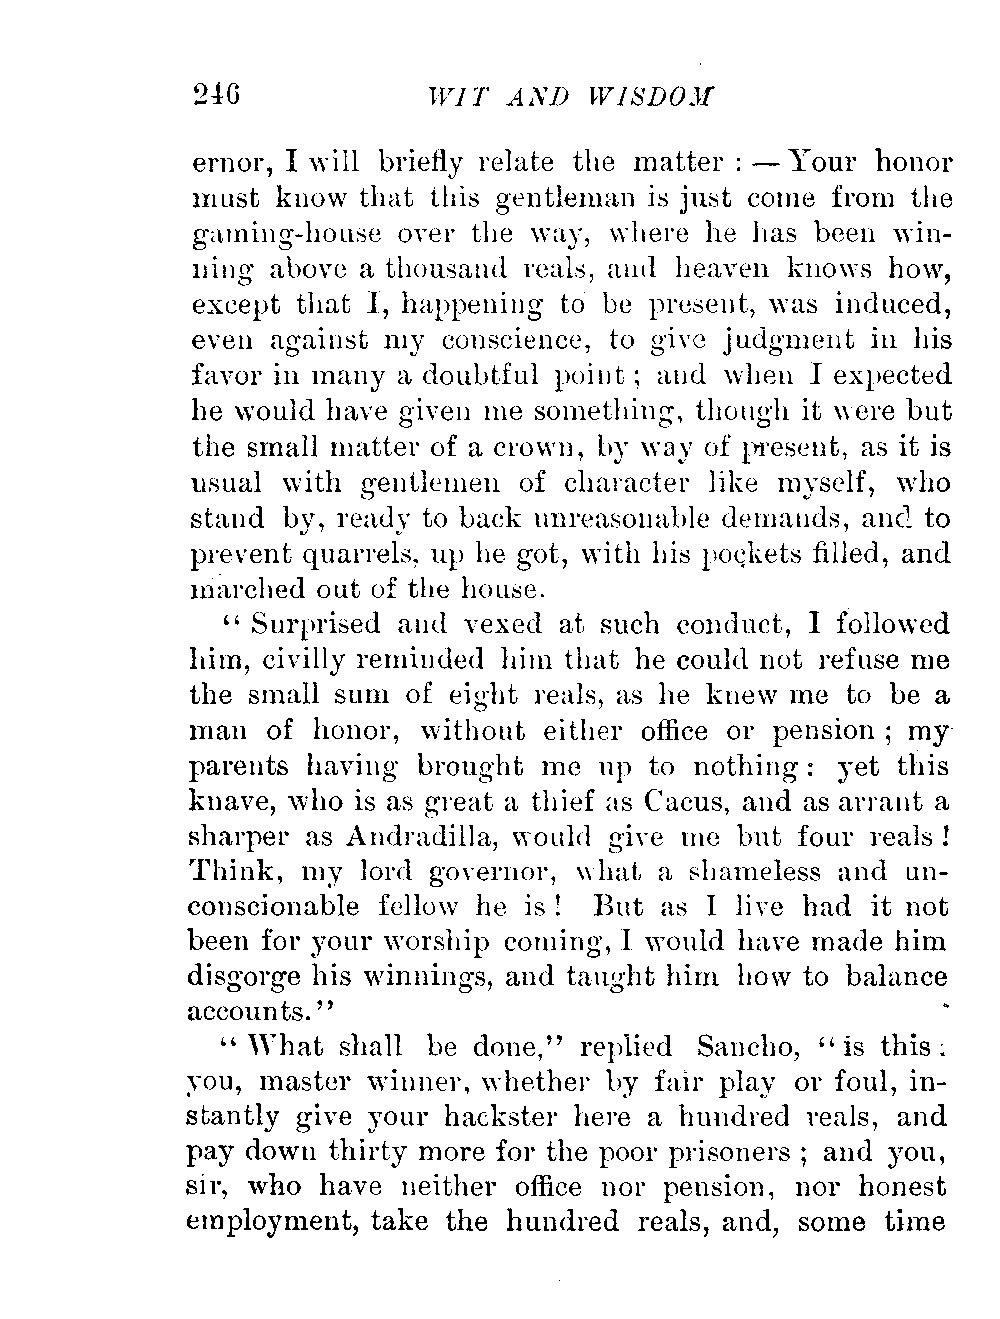 246 WIT AND WISDOM
ernor, I will briefly relate the matter : — Your honor
must know that this gentleman is just come from the
gaming-house over the way, where he has been win-
ning above a thousand reals, and heaven knows how,
except that I, happening to be present, was induced,
even against my conscience, to give judgment in his
favor in many a doubtful point ; and when I expected
he would have given me something, though it were but
the small matter of a crown, by way of present, as it is
usual with gentlemen of character like myself, who
stand by, ready to back unreasonable demands, and to
prevent quarrels, up he got, with his pockets filled, and
marched out of the house.
“ Surprised and vexed at such conduct, I followed
him, civilly reminded him that he could not refuse me
the small sum of eight reals, as he knew me to be a
man of honor, without either office or pension ; my
parents having brought me up to nothing : yet this
knave, who is as great a thief as Cacus, and as arrant a
sharper as Andradilla, would give me but four reals !
Think, my lord governor, what a shameless and un-
conscionable fellow he is ! But as I live had it not
been for your worship coming, I would have made him
disgorge his winnings, and taught him how to balance
accounts.”
“ What shall be done,” replied Sancho, “ is this :
you, master winner, whether by fair play or foul, in-
stantly give your hackster here a hundred reals, and
pay down thirty more for the poor prisoners ; and you,
sir, who have neither office nor pension, nor honest
employment, take the hundred reals, and, some time